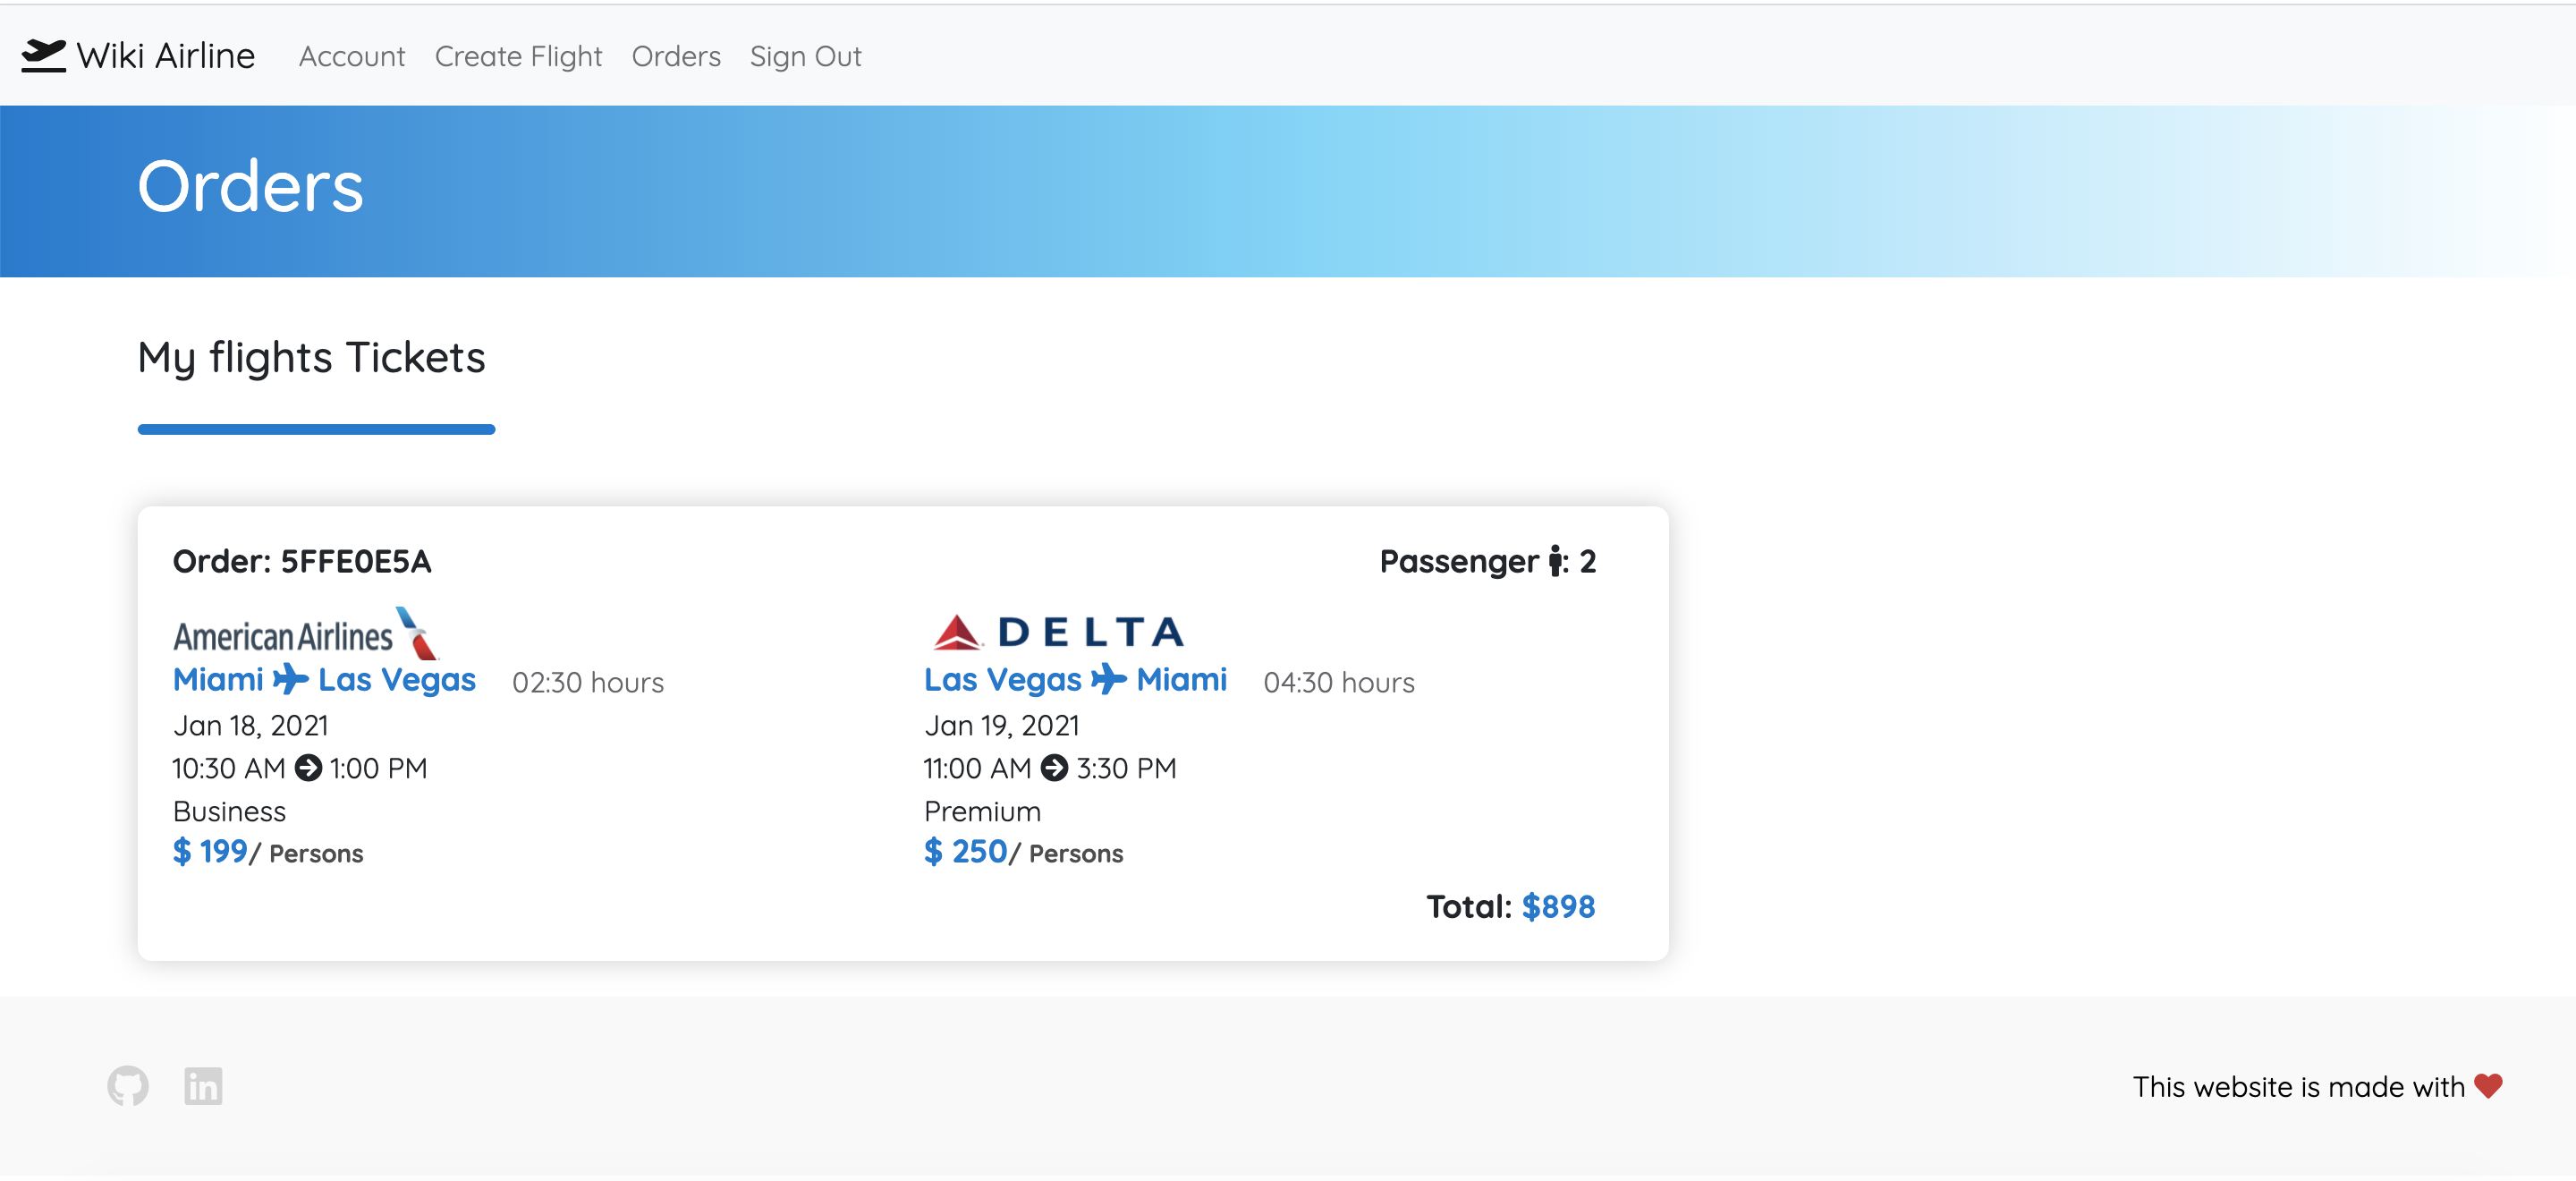 Wiki Airline Account Create Flight Orders Sign Out
Orders
My flights Tickets
Order: 5FFE0E5A Passenger : 2
American Airlines
Miami Las Vegas 02:30 hours
Jan 18, 2021
10:30 AM 1:00 PM
Business
$ 199/ Persons
DELTA
Las Vegas Miami 04:30 hours
Jan 19, 2021
11:00 AM 3:30 PM
Premium
$ 250/ Persons
Total: $898
in
This website is made with